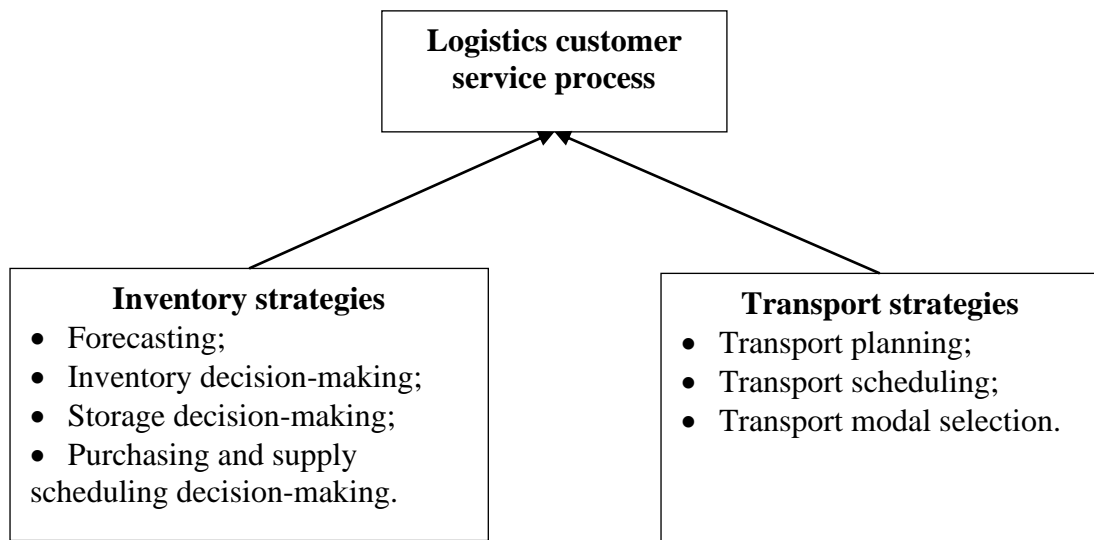 Logistics customer
service process
Inventory strategies
• Forecasting;
• Inventory decision-making;
• Storage decision-making;
• Purchasing and supply
scheduling decision-making.
Transport strategies
• Transport planning;
• Transport scheduling;
• Transport modal selection.